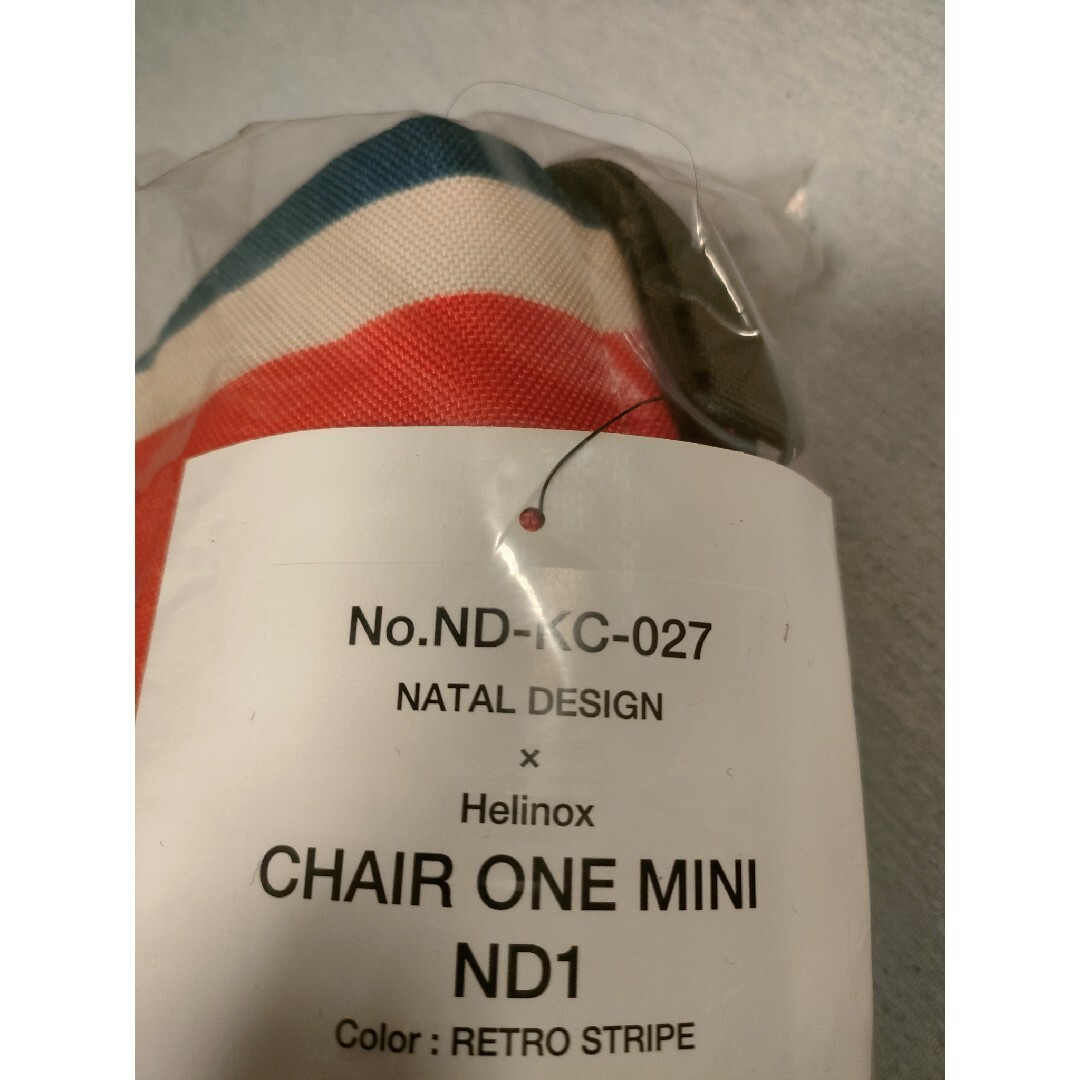 No.ND-KC-027
NATAL DESIGN
×
Helinox
CHAIR ONE MINI
ND1
Color : RETRO STRIPE